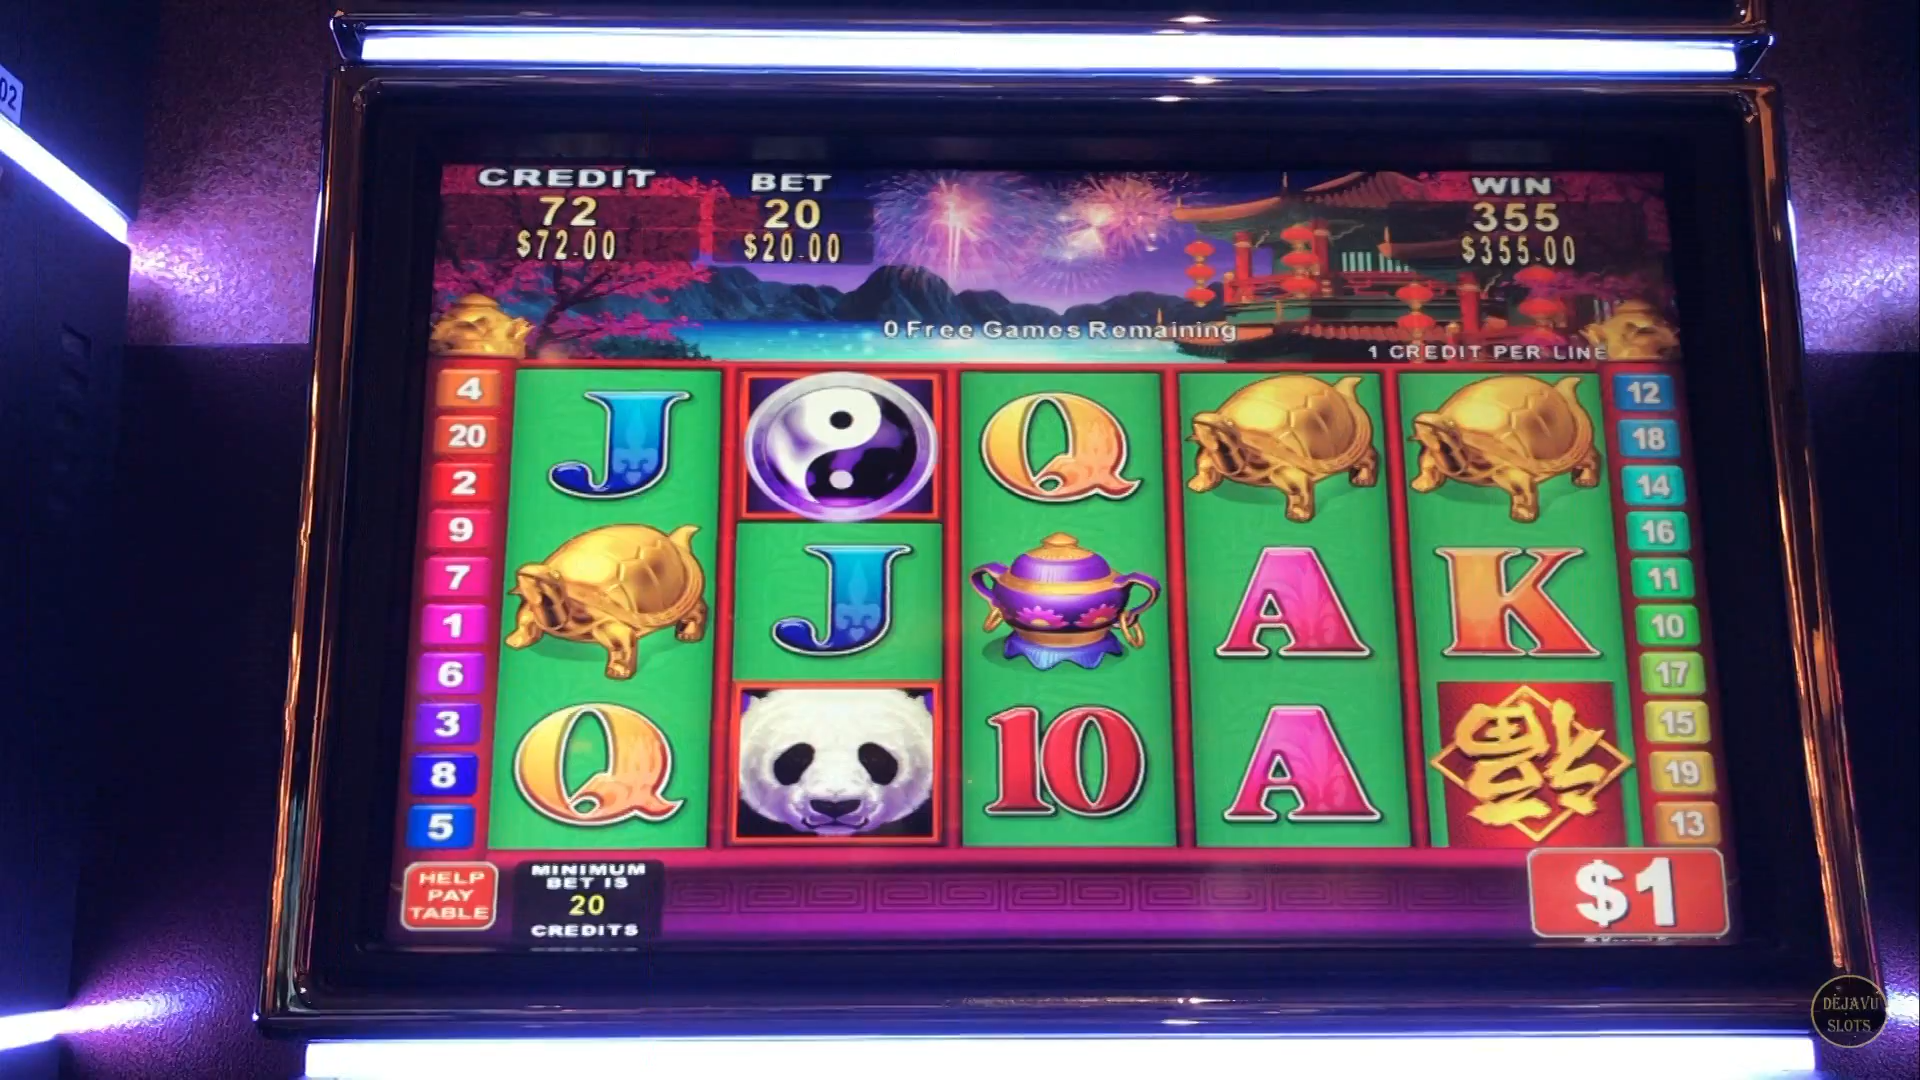 02
CREDIT
72
$72.00
BET
20
$20.00
WIN
355
$355.00
0 Free Games Remaining
1 CREDIT PER LINE
4
20
2
9
7
1
6
3
8
5
J
Q
J
Q
10
A
A
K
福
12
18
14
16
11
10
17
15
19
13
HELP
PAY
TABLE
MINIMUM
BET IS
20
CREDITS
$1
DEJAVU
SLOTS